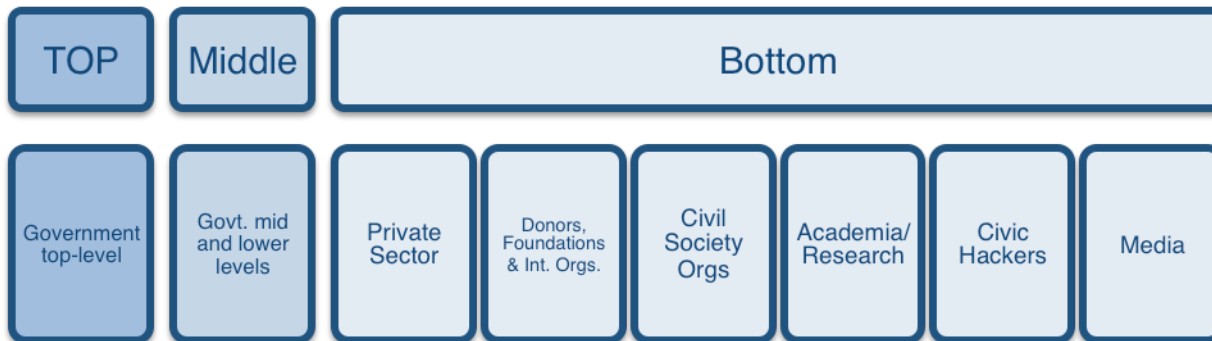 TOP
Middle
Bottom
Government
top-level
Govt. mid
and lower
levels
Private
Sector
Donors,
Foundations
& Int. Orgs.
Civil
Society
Orgs
Academia/
Research
Civic
Hackers
Media